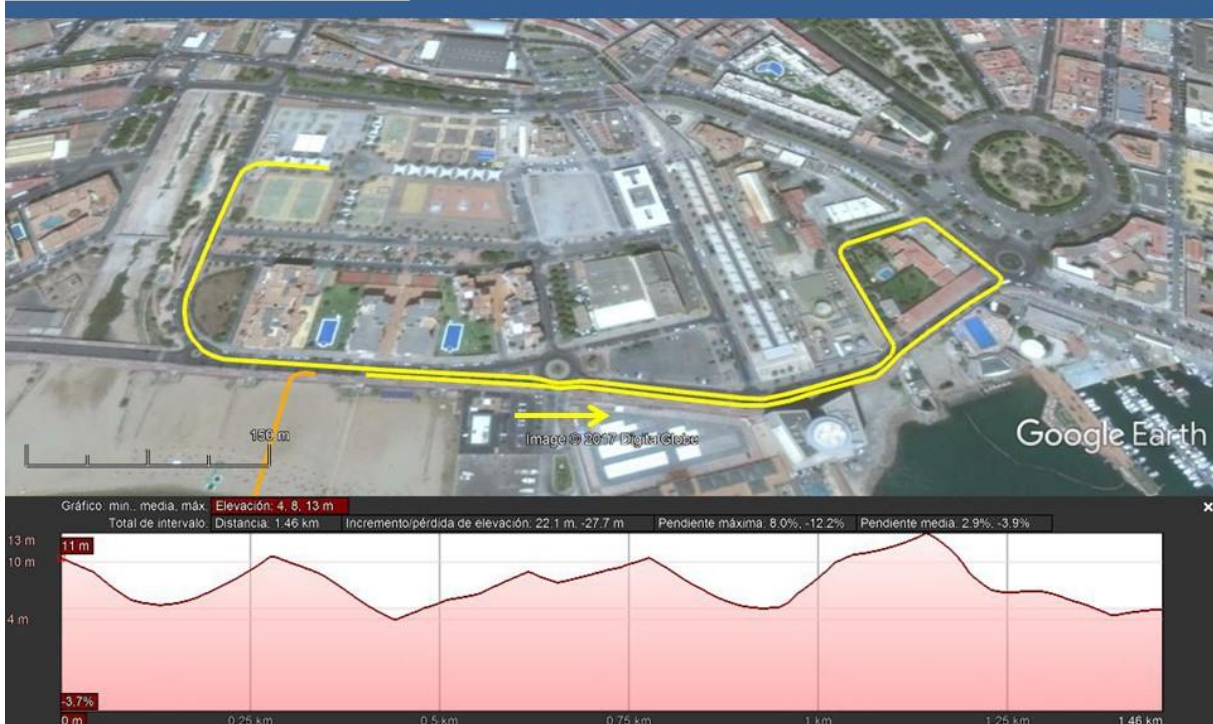 150 m
Image © 2017 DigitalGlobe
Google Earth
Gráfico: min., media, máx. Elevación: 4, 8, 13 m
Total de intervalo: Distancia: 1.46 km Incremento/pérdida de elevación: 22.1 m, -27.7 m Pendiente máxima: 8.0%, -12.2% Pendiente media: 2.9%, -3.9%
13 m
11 m
10 m
4 m
-3.7%
0 m 0.25 km 0.5 km 0.75 km 1 km 1.25 km 1.46 km